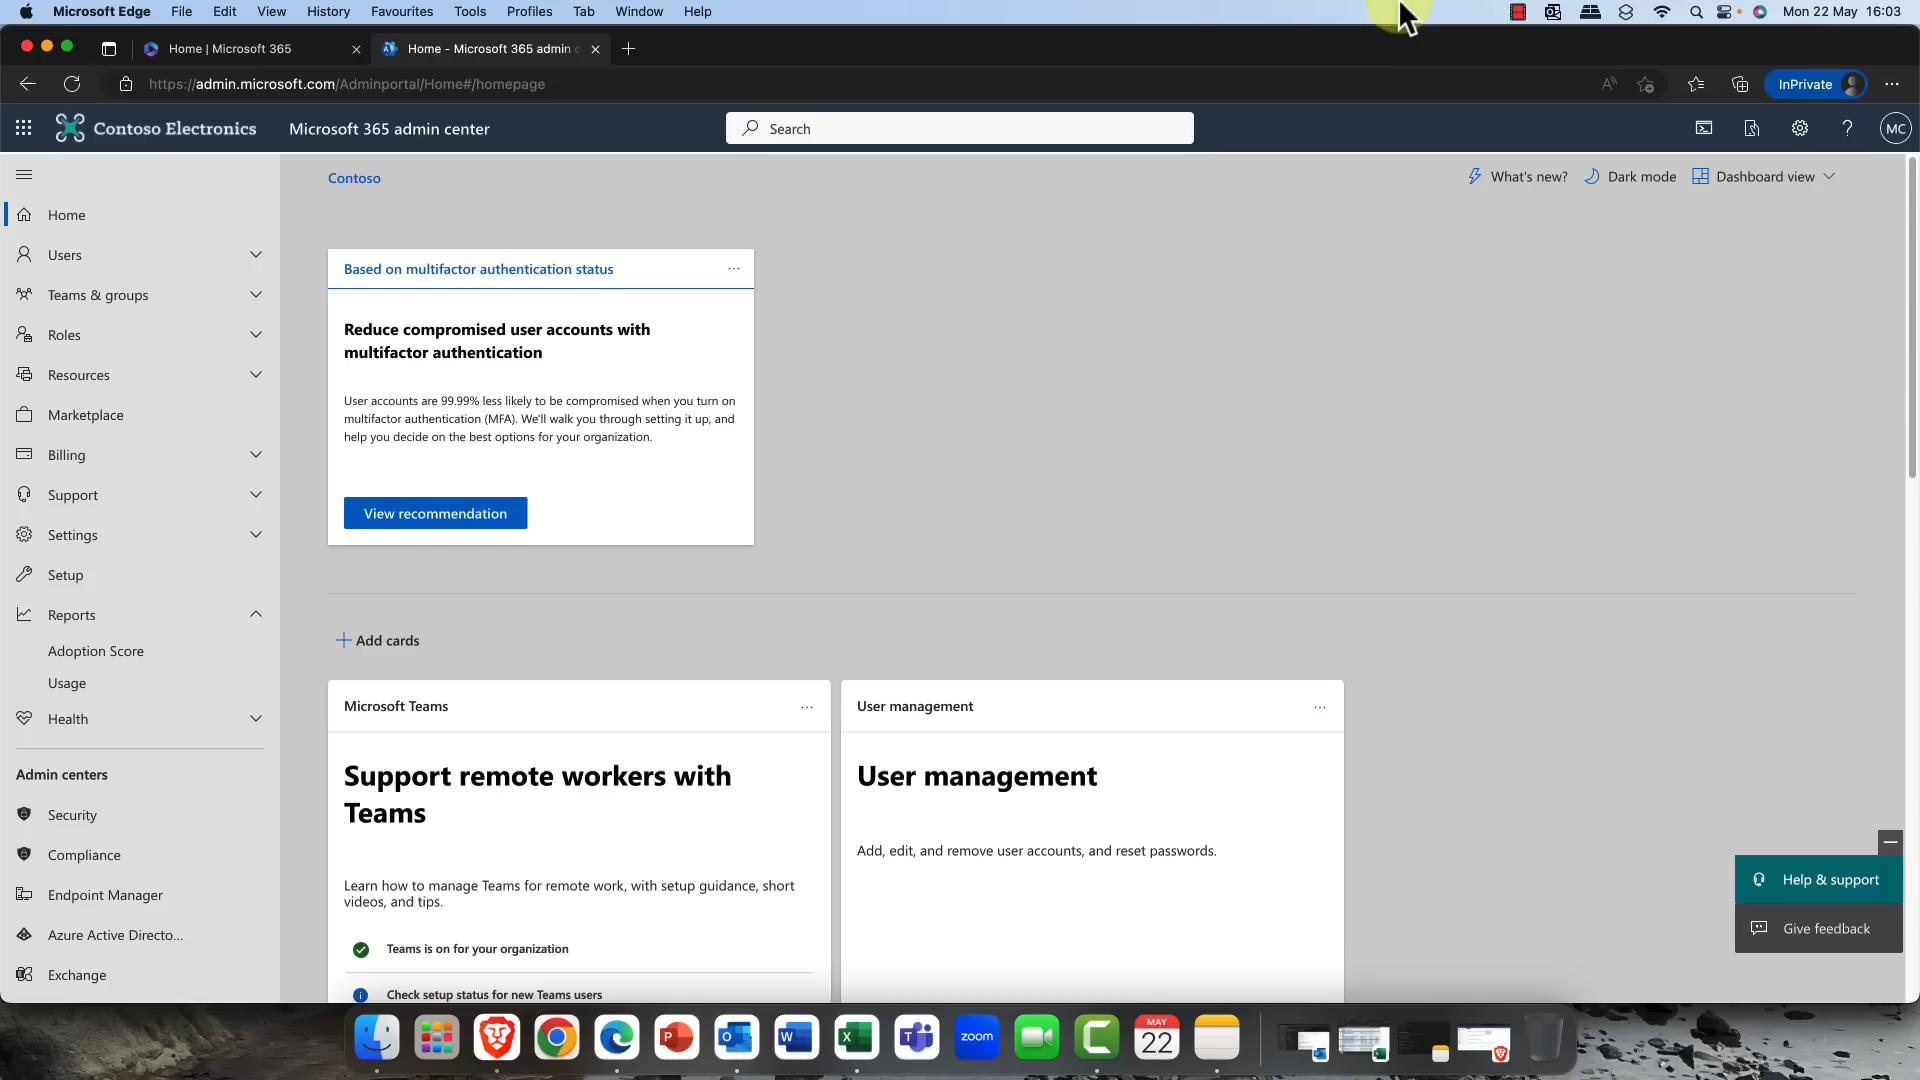 Microsoft Edge File Edit View History Favourites Tools Profiles Tab Window Help Mon 22 May 16:03
Home | Microsoft 365 Home - Microsoft 365 admin c
https://admin.microsoft.com/Adminportal/Home#/homepage InPrivate
Contoso Electronics Microsoft 365 admin center Search MC
Contoso What's new? Dark mode Dashboard view
Home
Users
Teams & groups
Roles
Resources
Marketplace
Billing
Support
Settings
Setup
Reports
Adoption Score
Usage
Health
Admin centers
Security
Compliance
Endpoint Manager
Azure Active Directo...
Exchange
Based on multifactor authentication status
Reduce compromised user accounts with
multifactor authentication
User accounts are 99.99% less likely to be compromised when you turn on
multifactor authentication (MFA). We'll walk you through setting it up, and
help you decide on the best options for your organization.
View recommendation
Add cards
Microsoft Teams
Support remote workers with
Teams
Learn how to manage Teams for remote work, with setup guidance, short
videos, and tips.
Teams is on for your organization
Check setup status for new Teams users
User management
User management
Add, edit, and remove user accounts, and reset passwords.
Help & support
Give feedback
zoom
MAY
22